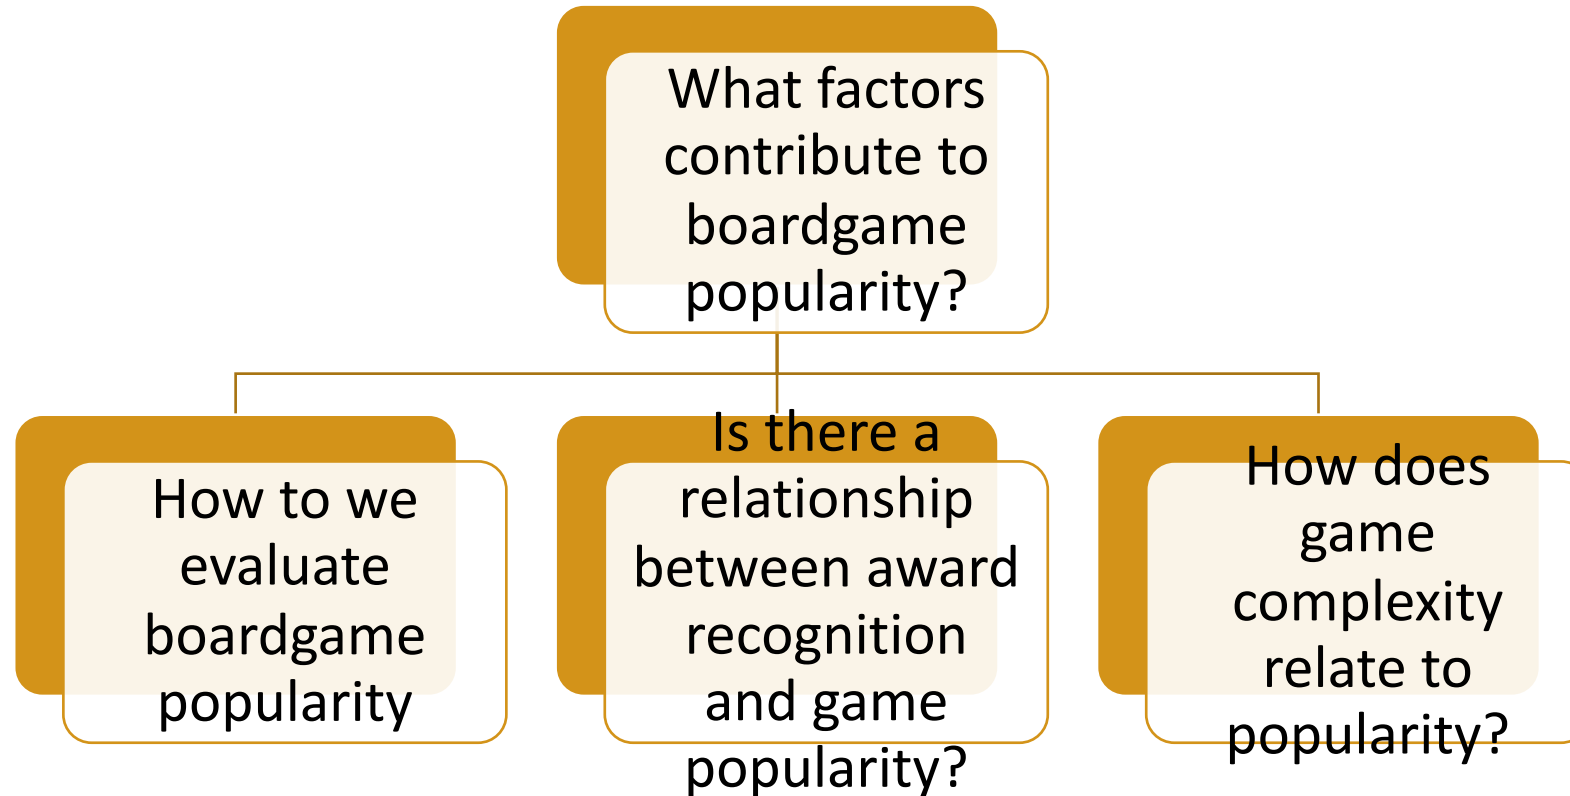 What factors
contribute to
boardgame
popularity?
How to we
evaluate
boardgame
popularity
Is there a
relationship
between award
recognition
and game
popularity?
How does
game
complexity
relate to
popularity?